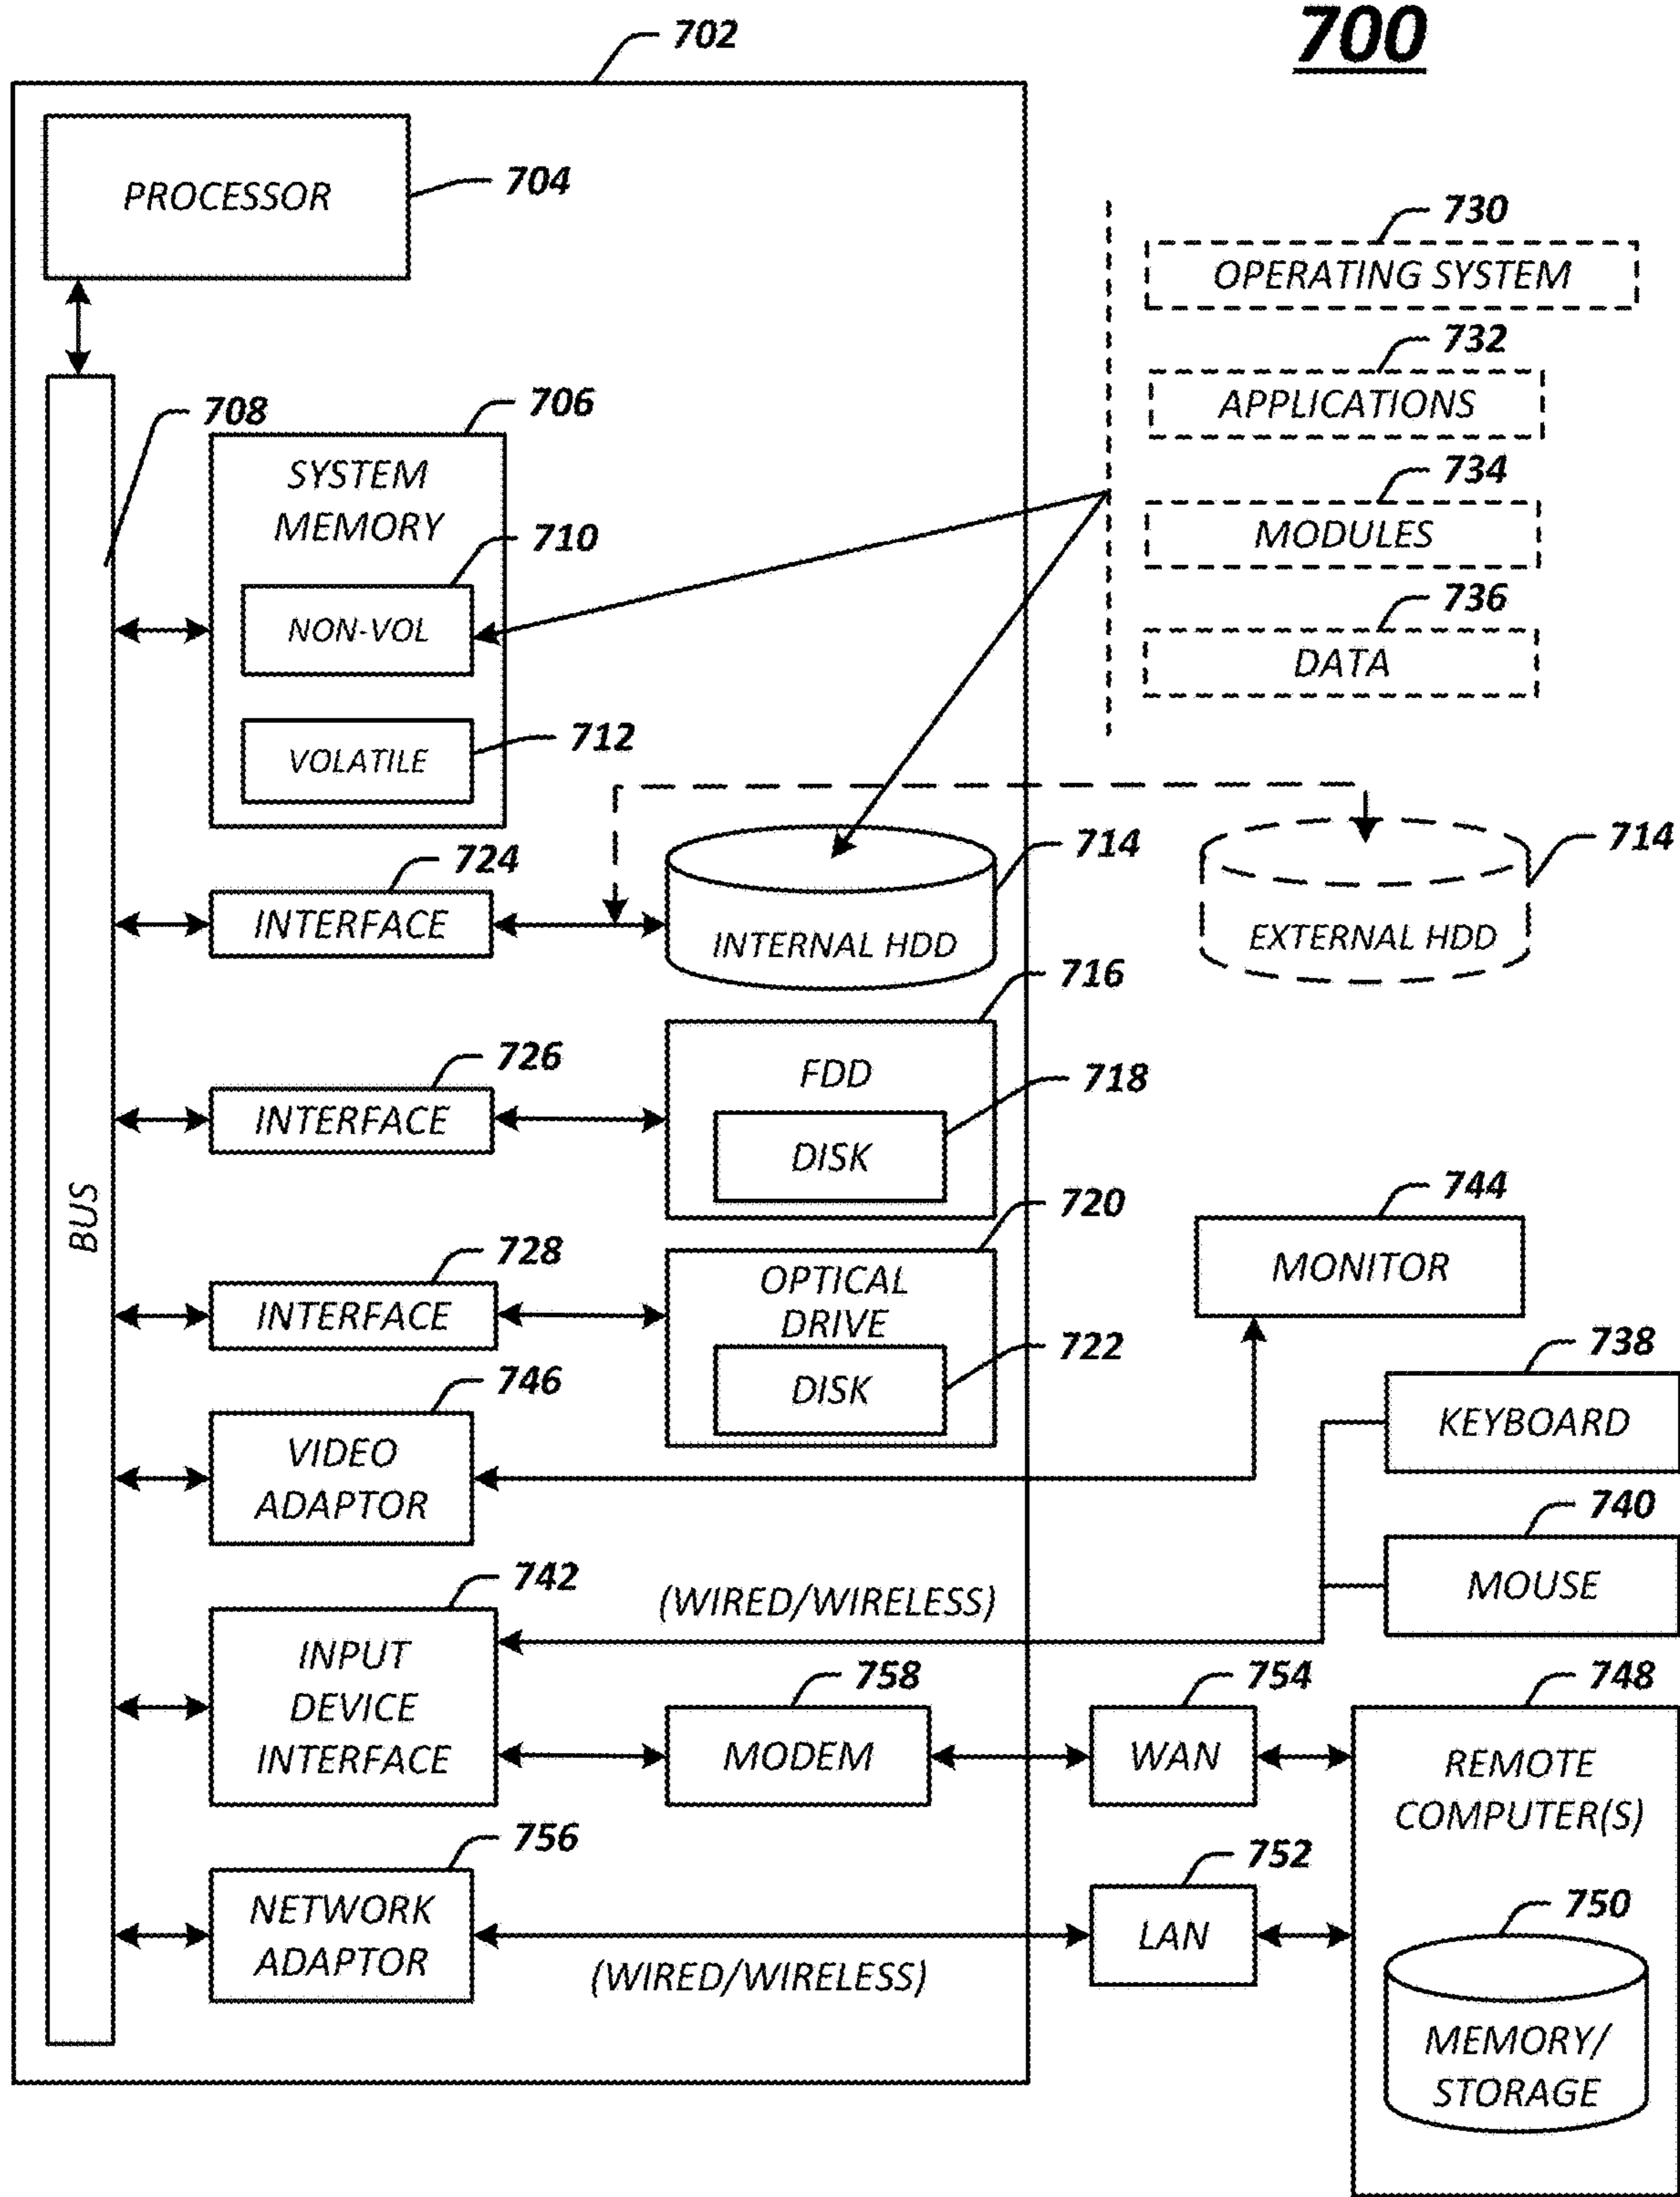 700
702
PROCESSOR
704
730
OPERATING SYSTEM
732
APPLICATIONS
734
MODULES
736
DATA
708
706
SYSTEM
MEMORY
710
NON-VOL
712
VOLATILE
724
INTERFACE
714
INTERNAL HDD
714
EXTERNAL HDD
716
726
INTERFACE
FDD
718
DISK
BUS
720
728
INTERFACE
OPTICAL
DRIVE
722
DISK
744
MONITOR
746
VIDEO
ADAPTOR
738
KEYBOARD
740
MOUSE
742
INPUT
DEVICE
INTERFACE
(WIRED/WIRELESS)
758
MODEM
754
WAN
748
REMOTE
COMPUTER(S)
756
NETWORK
ADAPTOR
(WIRED/WIRELESS)
752
LAN
750
MEMORY/
STORAGE